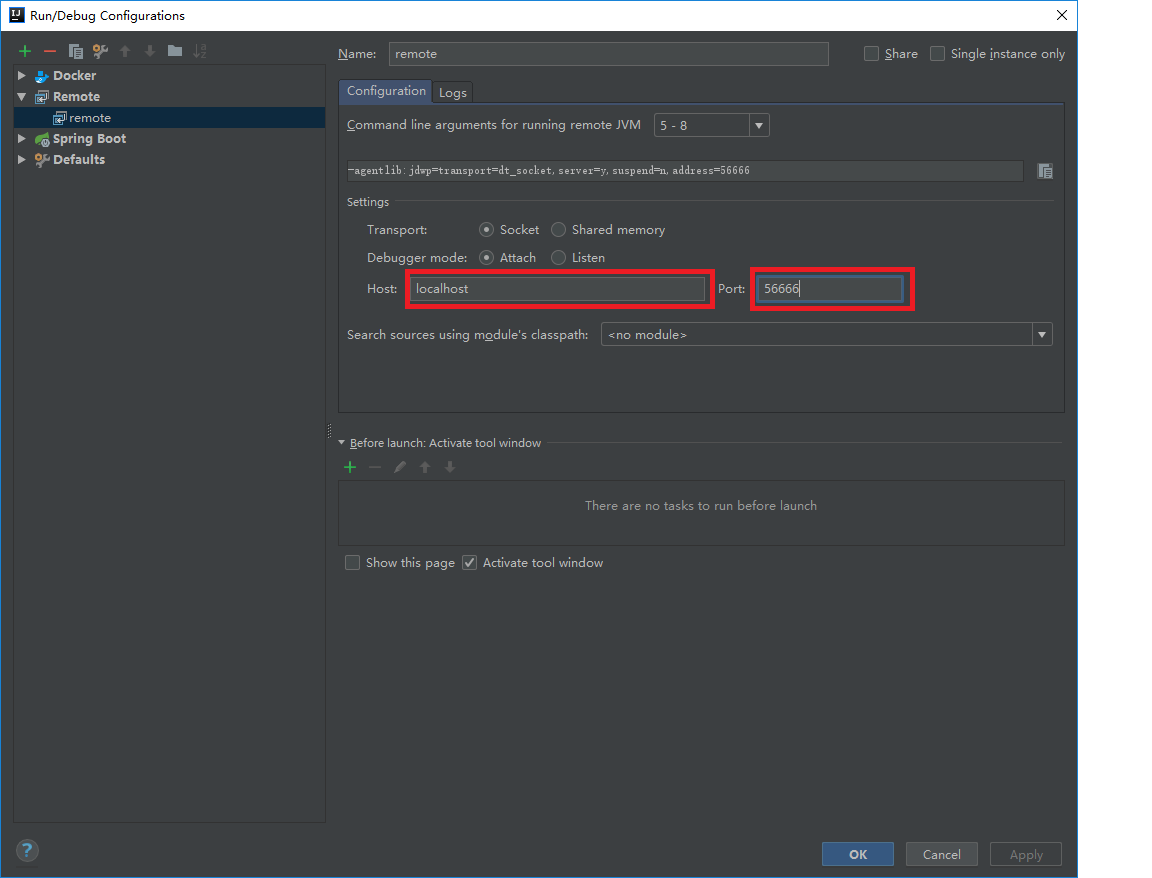 IJ Run/Debug Configurations
Name: remote Share Single instance only
Docker
Remote
remote
Spring Boot
Defaults
Configuration Logs
Command line arguments for running remote JVM 5 - 8
-agentlib:jdwp=transport=dt_socket,server=y,suspend=n,address=56666
Settings
Transport: Socket Shared memory
Debugger mode: Attach Listen
Host: localhost Port: 56666
Search sources using module's classpath: <no module>
Before launch: Activate tool window
There are no tasks to run before launch
Show this page Activate tool window
? OK Cancel Apply